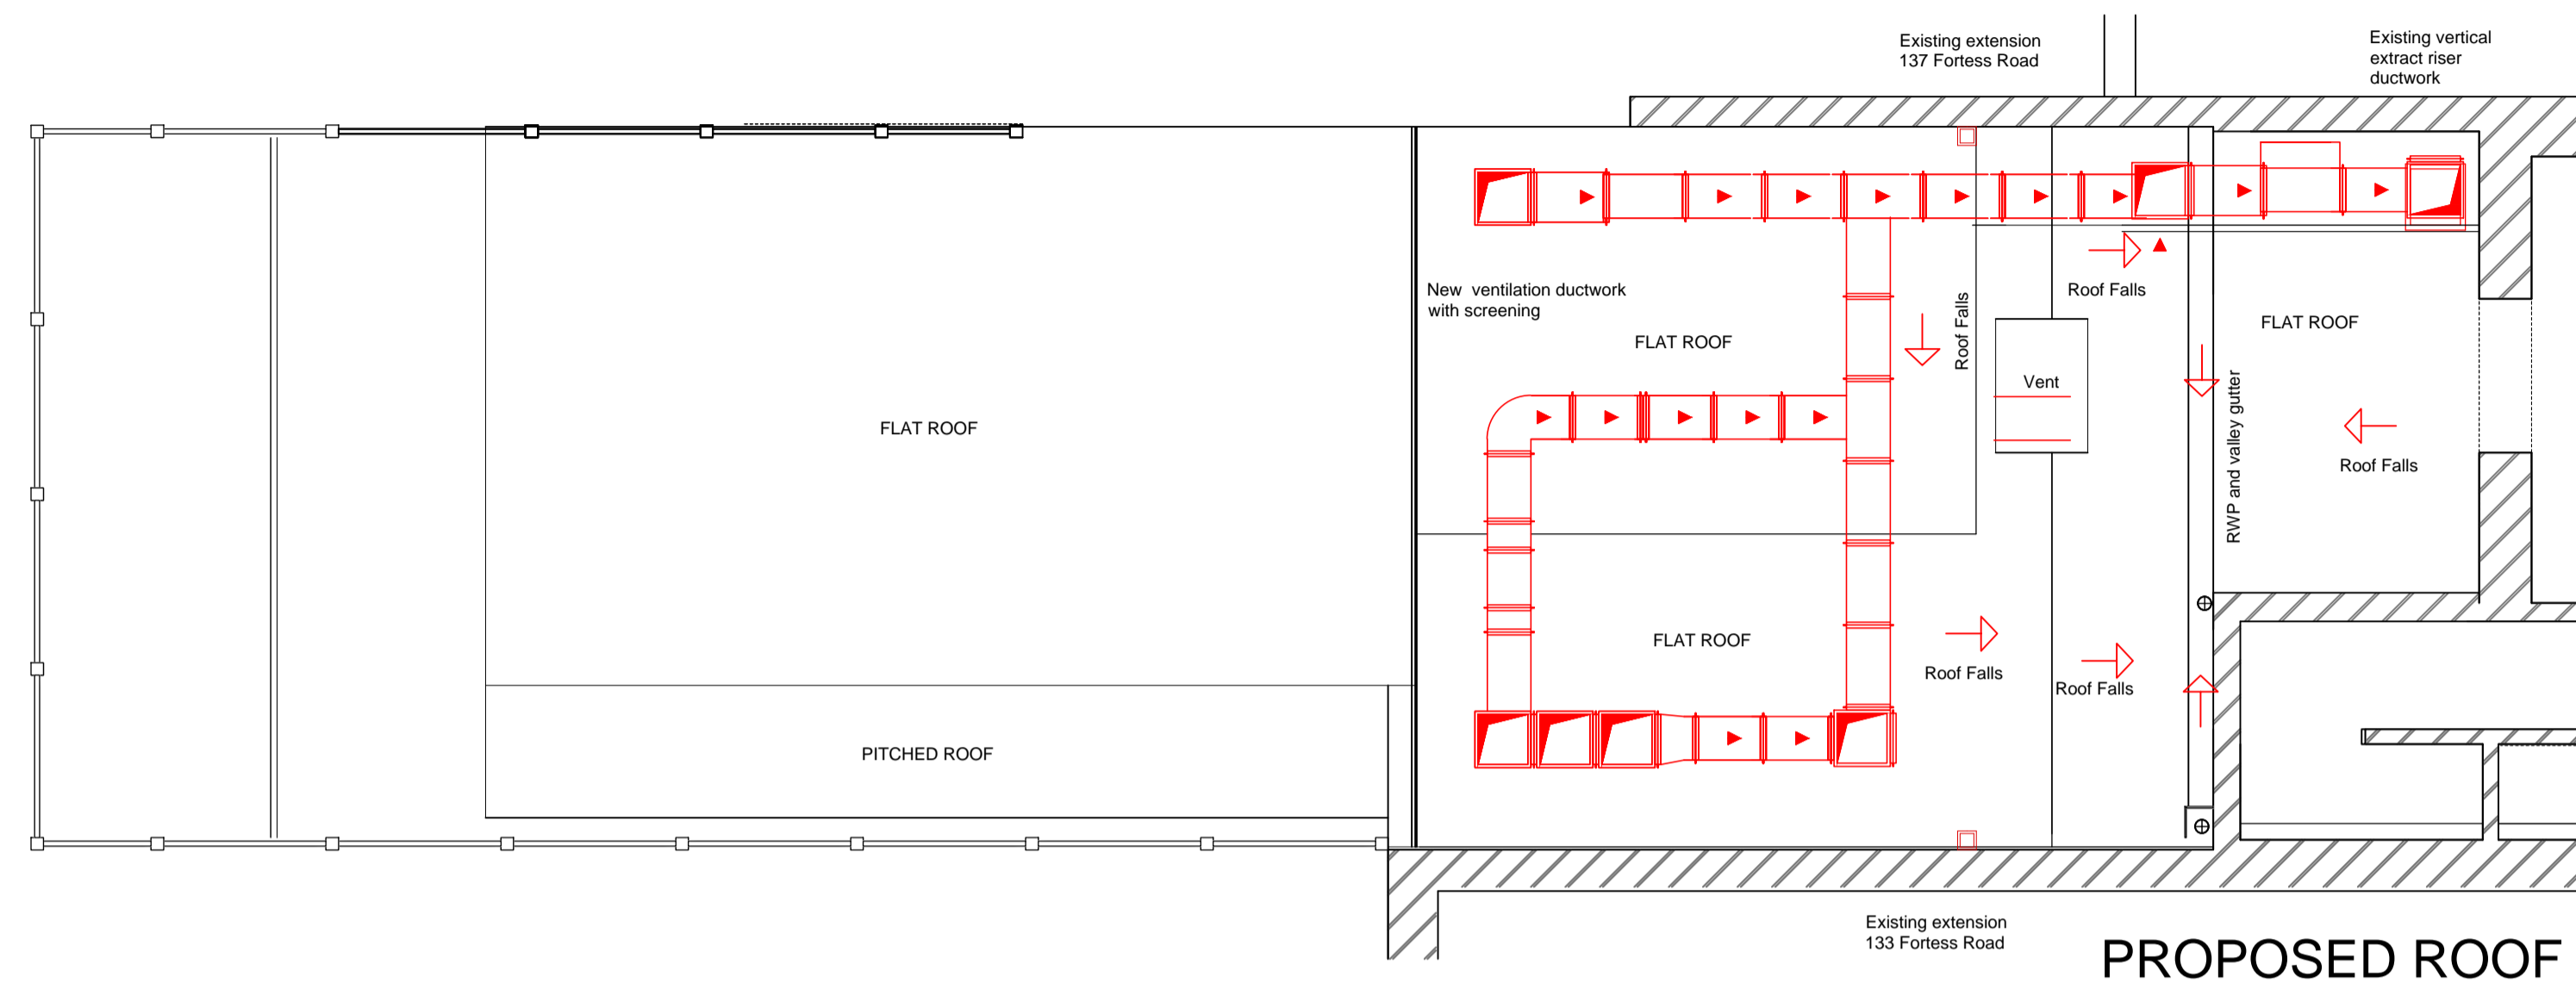 Existing extension
137 Fortess Road
Existing vertical
extract riser
ductwork
New ventilation ductwork
with screening
FLAT ROOF
Roof Falls
Roof Falls
FLAT ROOF
Vent
RWP and valley gutter
Roof Falls
FLAT ROOF
FLAT ROOF
Roof Falls
Roof Falls
PITCHED ROOF
Existing extension
133 Fortess Road
PROPOSED ROOF